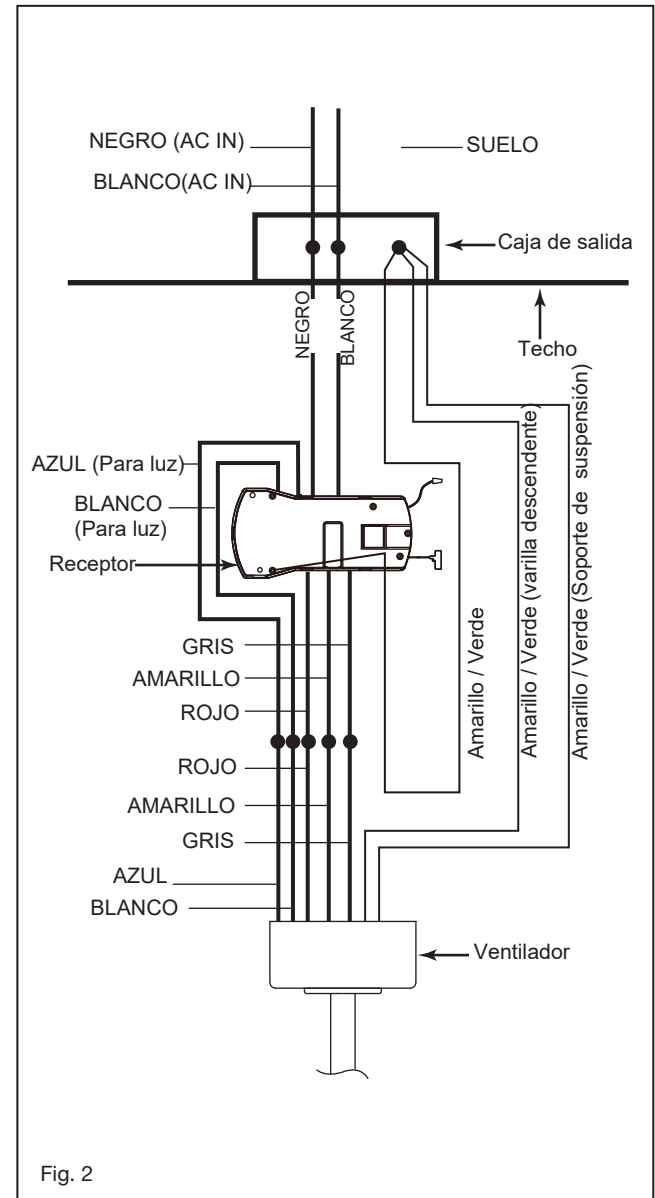 NEGRO (AC IN)
SUELO
BLANCO(AC IN)
Caja de salida
NEGRO
BLANCO
Techo
AZUL (Para luz)
BLANCO
(Para luz)
Receptor
Amarillo / Verde
Amarillo / Verde (varilla descendente)
Amarillo / Verde (Soporte de suspensión)
GRIS
AMARILLO
ROJO
ROJO
AMARILLO
GRIS
AZUL
BLANCO
Ventilador
Fig. 2